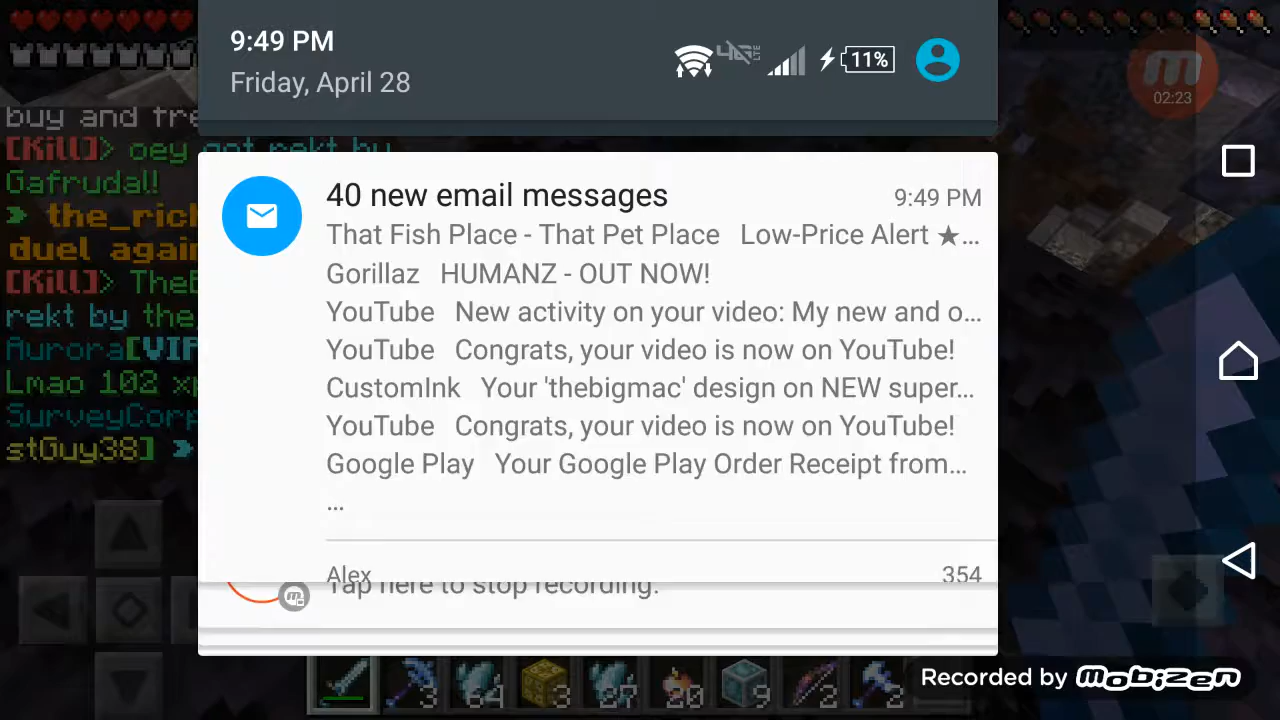 9:49 PM
Friday, April 28
11%
02:23
buy and tre
[Kill]> oey got rekt by
Gafrudal!
the_rich
duel again
[Kill]> TheB
rekt by the_
Aurora[VIP
Lmao 102 xp
SurveyCorp
stGuy38]
40 new email messages
9:49 PM
That Fish Place - That Pet Place Low-Price Alert ★...
Gorillaz HUMANZ - OUT NOW!
YouTube New activity on your video: My new and o...
YouTube Congrats, your video is now on YouTube!
CustomInk Your 'thebigmac' design on NEW super...
YouTube Congrats, your video is now on YouTube!
Google Play Your Google Play Order Receipt from...
...
Alex
354
Tap here to stop recording.
3 64 3 27 20 9 2 2
Recorded by mobizen